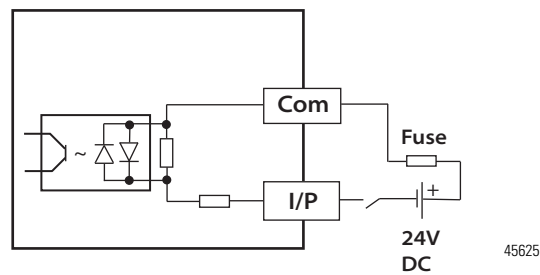 Com
Fuse
~
I/P
+
24V
DC
45625